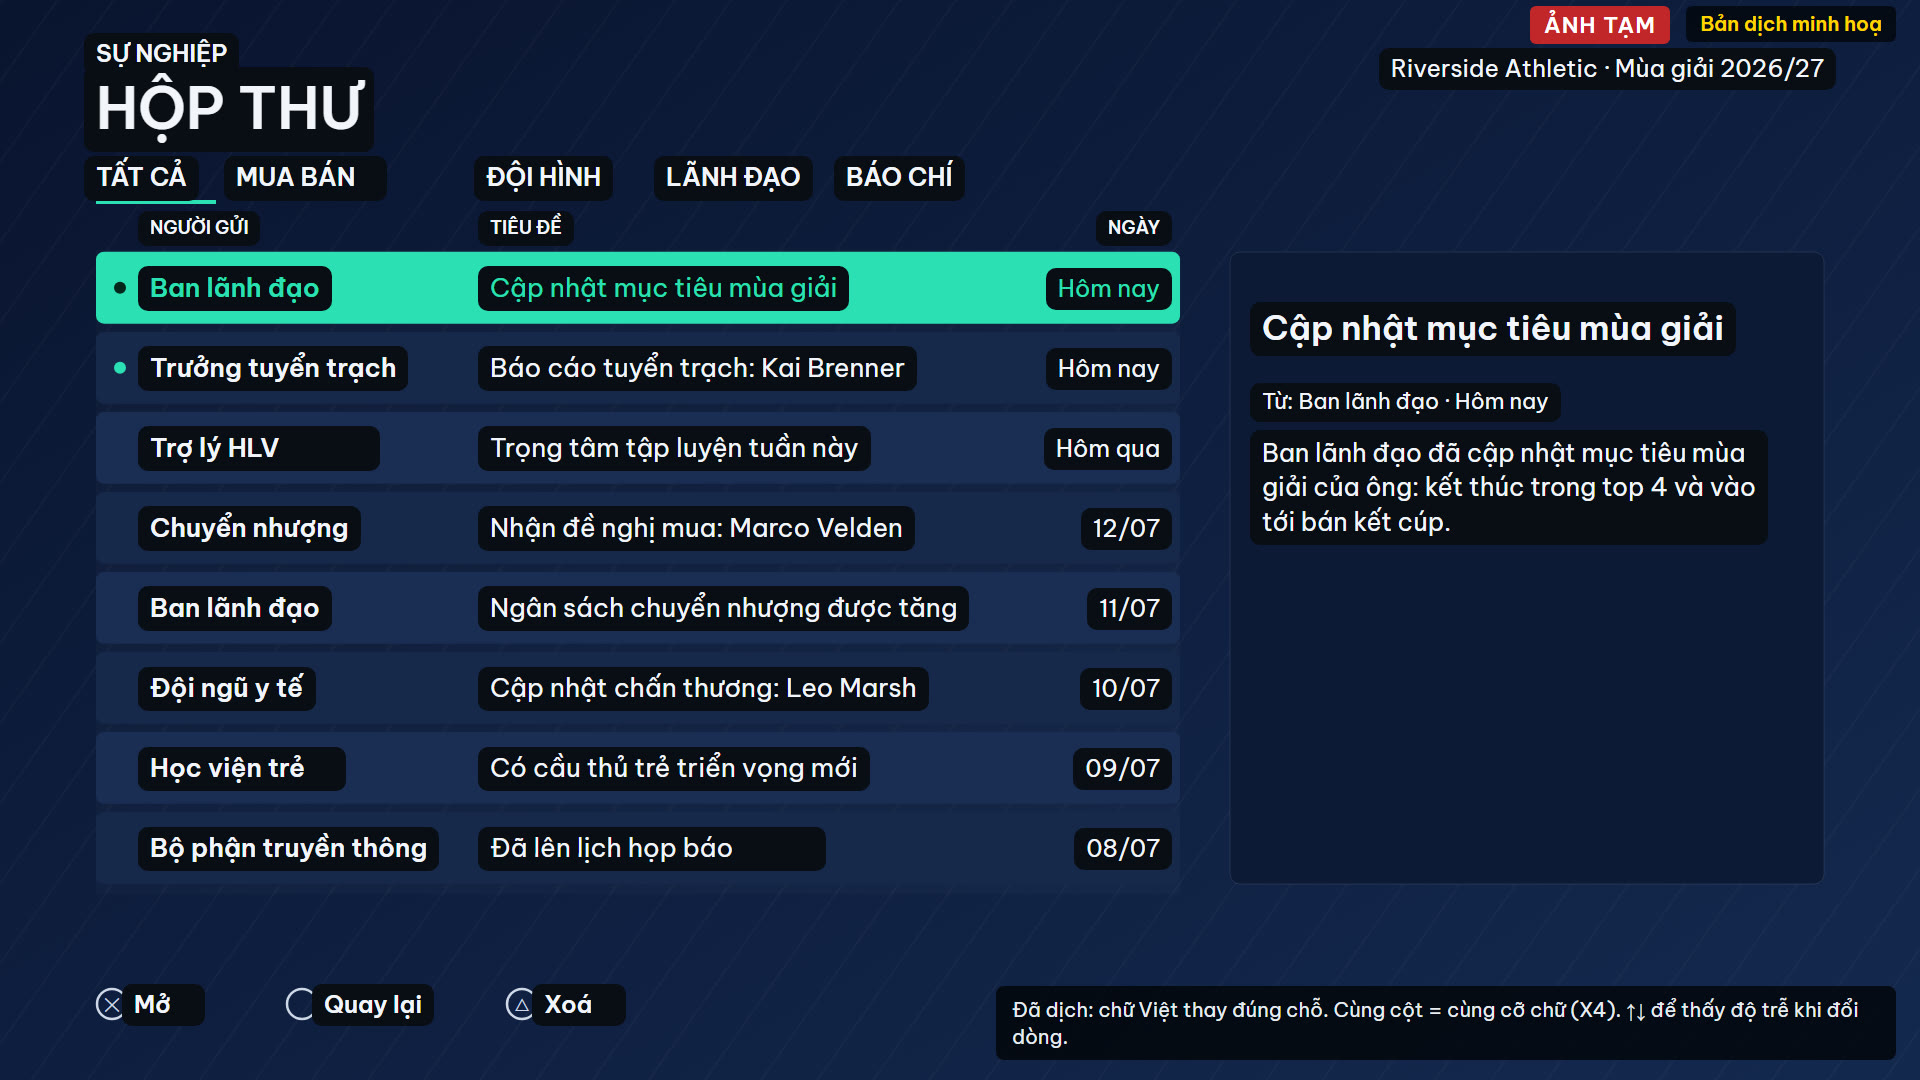 ẢNH TẠM
Bản dịch minh hoạ
SỰ NGHIỆP
Riverside Athletic · Mùa giải 2026/27
HỘP THƯ
TẤT CẢ
MUA BÁN
ĐỘI HÌNH
LÃNH ĐẠO
BÁO CHÍ
NGƯỜI GỬI
TIÊU ĐỀ
NGÀY
Ban lãnh đạo
Cập nhật mục tiêu mùa giải
Hôm nay
Trưởng tuyển trạch
Báo cáo tuyển trạch: Kai Brenner
Hôm nay
Trợ lý HLV
Trọng tâm tập luyện tuần này
Hôm qua
Chuyển nhượng
Nhận đề nghị mua: Marco Velden
12/07
Ban lãnh đạo
Ngân sách chuyển nhượng được tăng
11/07
Đội ngũ y tế
Cập nhật chấn thương: Leo Marsh
10/07
Học viện trẻ
Có cầu thủ trẻ triển vọng mới
09/07
Bộ phận truyền thông
Đã lên lịch họp báo
08/07
Cập nhật mục tiêu mùa giải
Từ: Ban lãnh đạo · Hôm nay
Ban lãnh đạo đã cập nhật mục tiêu mùa
giải của ông: kết thúc trong top 4 và vào
tới bán kết cúp.
Mở
Quay lại
Xoá
Đã dịch: chữ Việt thay đúng chỗ. Cùng cột = cùng cỡ chữ (X4). ↑↓ để thấy độ trễ khi đổi
dòng.